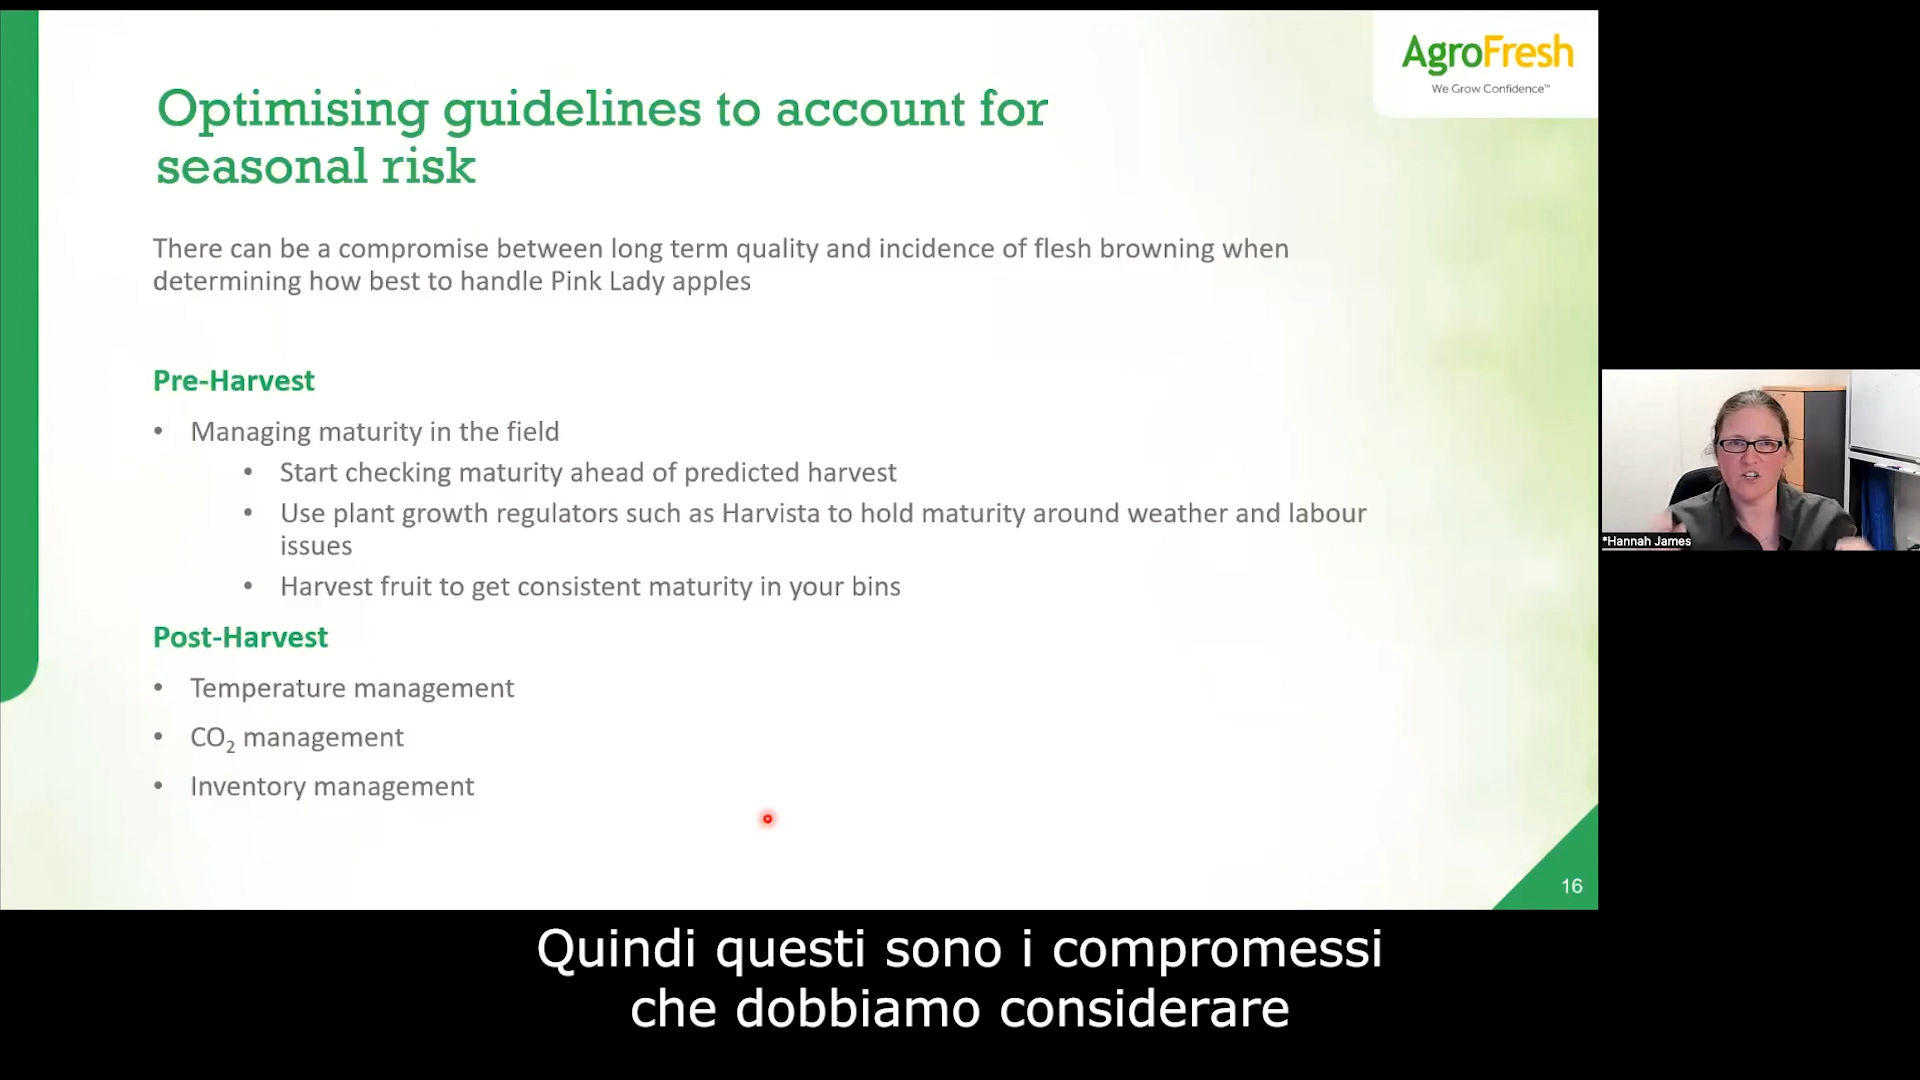 AgroFresh
We Grow Confidence™
Optimising guidelines to account for
seasonal risk
There can be a compromise between long term quality and incidence of flesh browning when
determining how best to handle Pink Lady apples
Pre-Harvest
• Managing maturity in the field
• Start checking maturity ahead of predicted harvest
• Use plant growth regulators such as Harvista to hold maturity around weather and labour
issues
• Harvest fruit to get consistent maturity in your bins
Post-Harvest
• Temperature management
• CO₂ management
• Inventory management
16
*Hannah James
Quindi questi sono i compromessi
che dobbiamo considerare